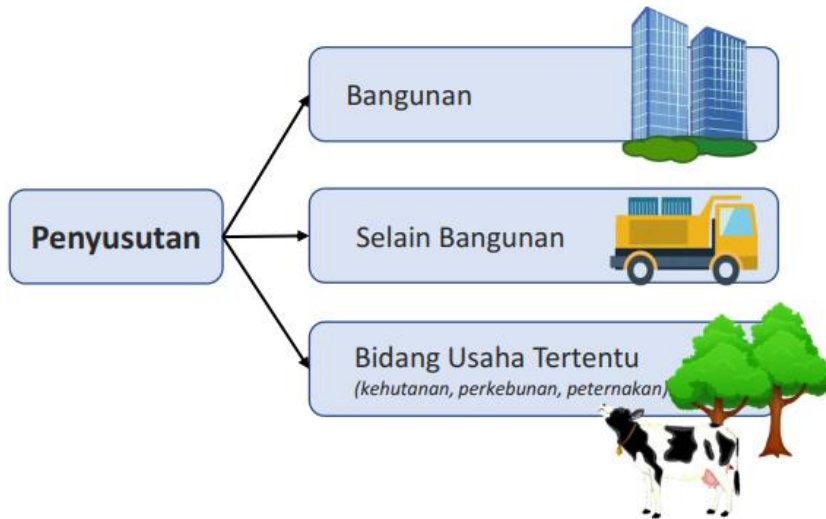 Bangunan
Penyusutan
Selain Bangunan
Bidang Usaha Tertentu
(kehutanan, perkebunan, peternakan)